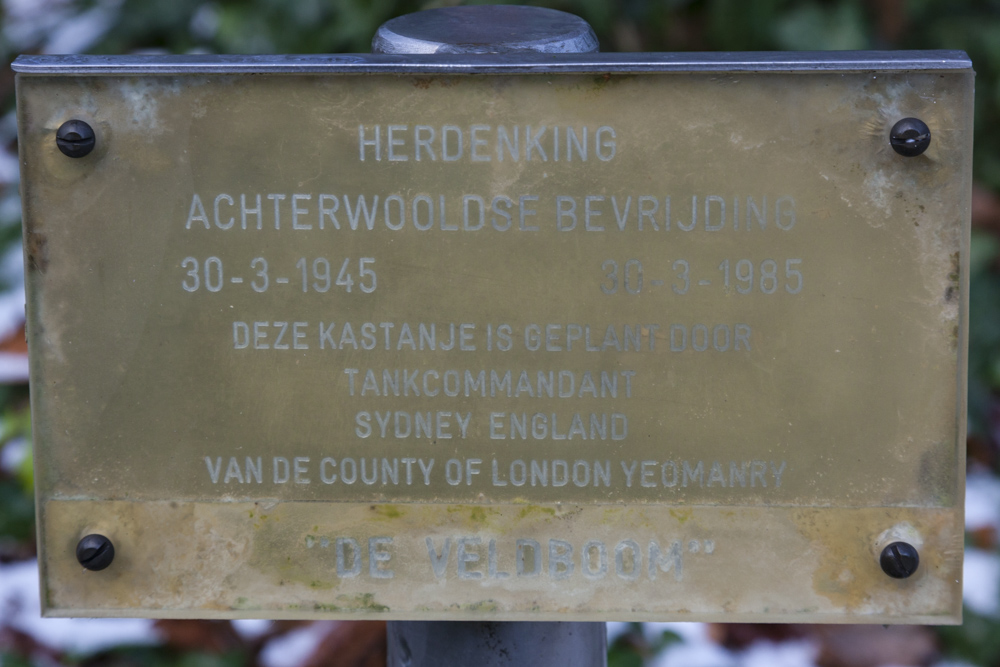 HERDENKING
ACHTERWOOLDSE BEVRIJDING
30-3-1945 30-3-1985
DEZE KASTANJE IS GEPLANT DOOR
TANKCOMMANDANT
SYDNEY ENGLAND
VAN DE COUNTY OF LONDON YEOMANRY
"DE VELDBOOM"